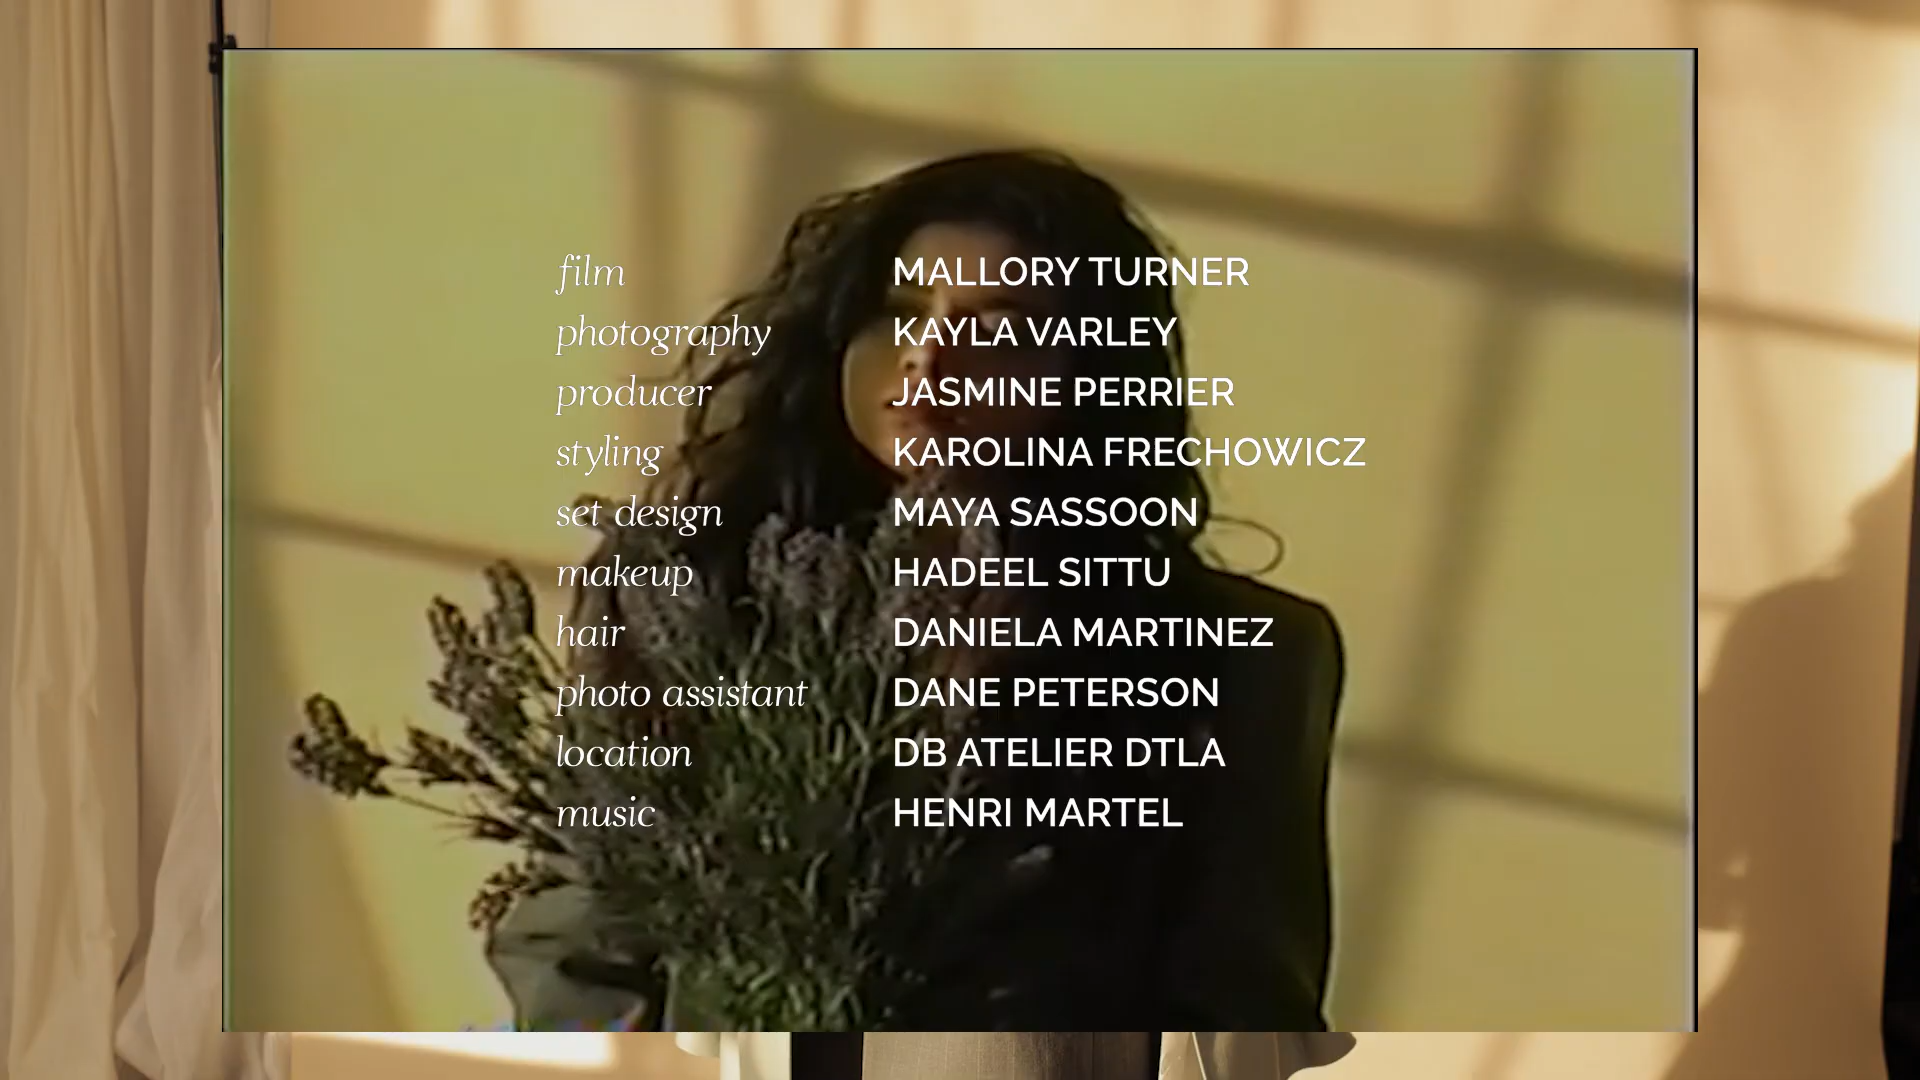 film MALLORY TURNER
photography KAYLA VARLEY
producer JASMINE PERRIER
styling KAROLINA FRECHOWICZ
set design MAYA SASSOON
makeup HADEEL SITTU
hair DANIELA MARTINEZ
photo assistant DANE PETERSON
location DB ATELIER DTLA
music HENRI MARTEL